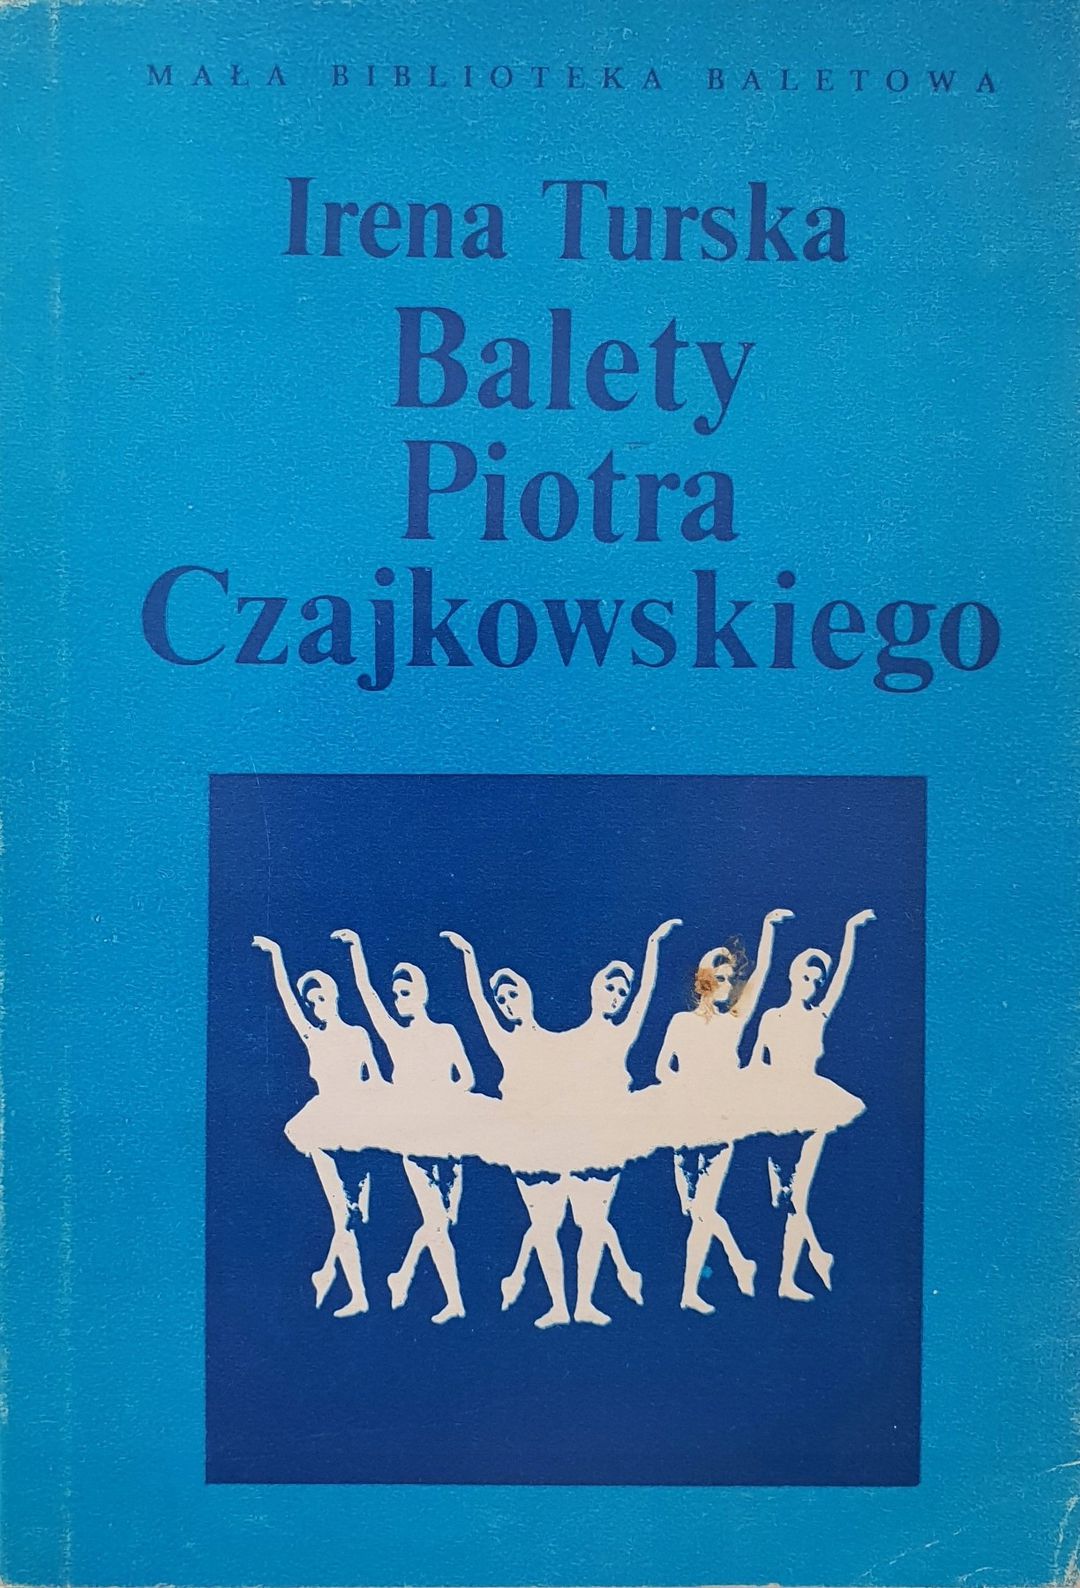 MAŁA BIBLIOTEKA BALETOWA
Irena Turska
Balety
Piotra
Czajkowskiego